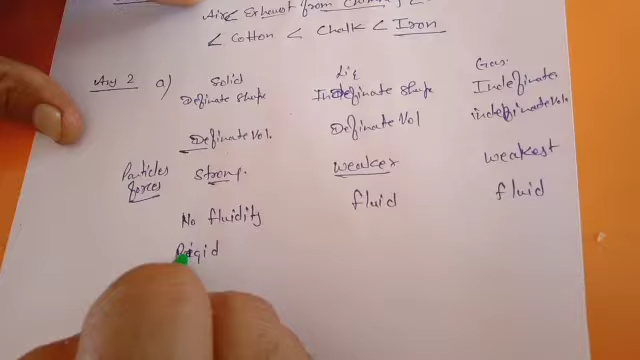 Air < Exhaust from
< Cotton < Chalk < Iron
Ans 2 a) Solid Liq Gas:
Definate Shape Indefinate Shape Indefinate
Definate Vol. Definate Vol indefinate Vol.
Particles forces strong. weaker weakest
No fluidity fluid fluid
Rigid